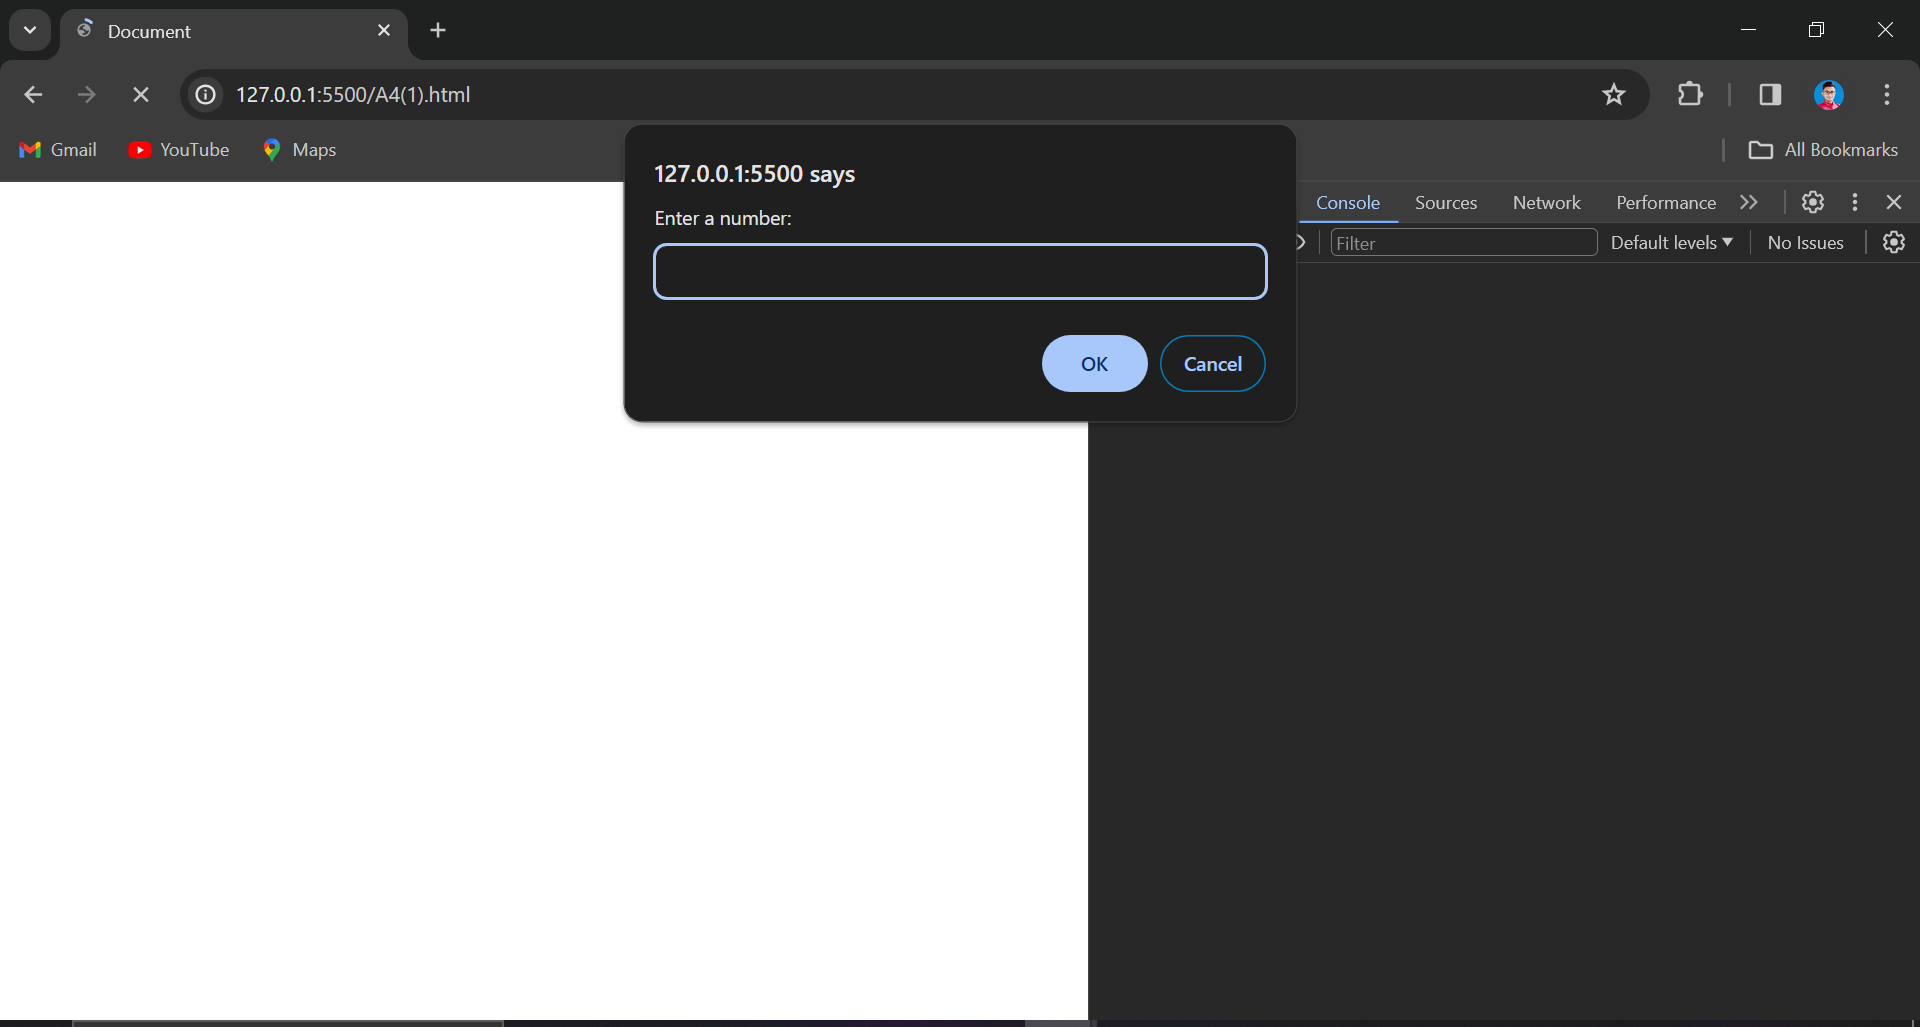 Document
127.0.0.1:5500/A4(1).html
Gmail YouTube Maps All Bookmarks
127.0.0.1:5500 says
Enter a number:
OK Cancel
Console Sources Network Performance
Filter Default levels No Issues